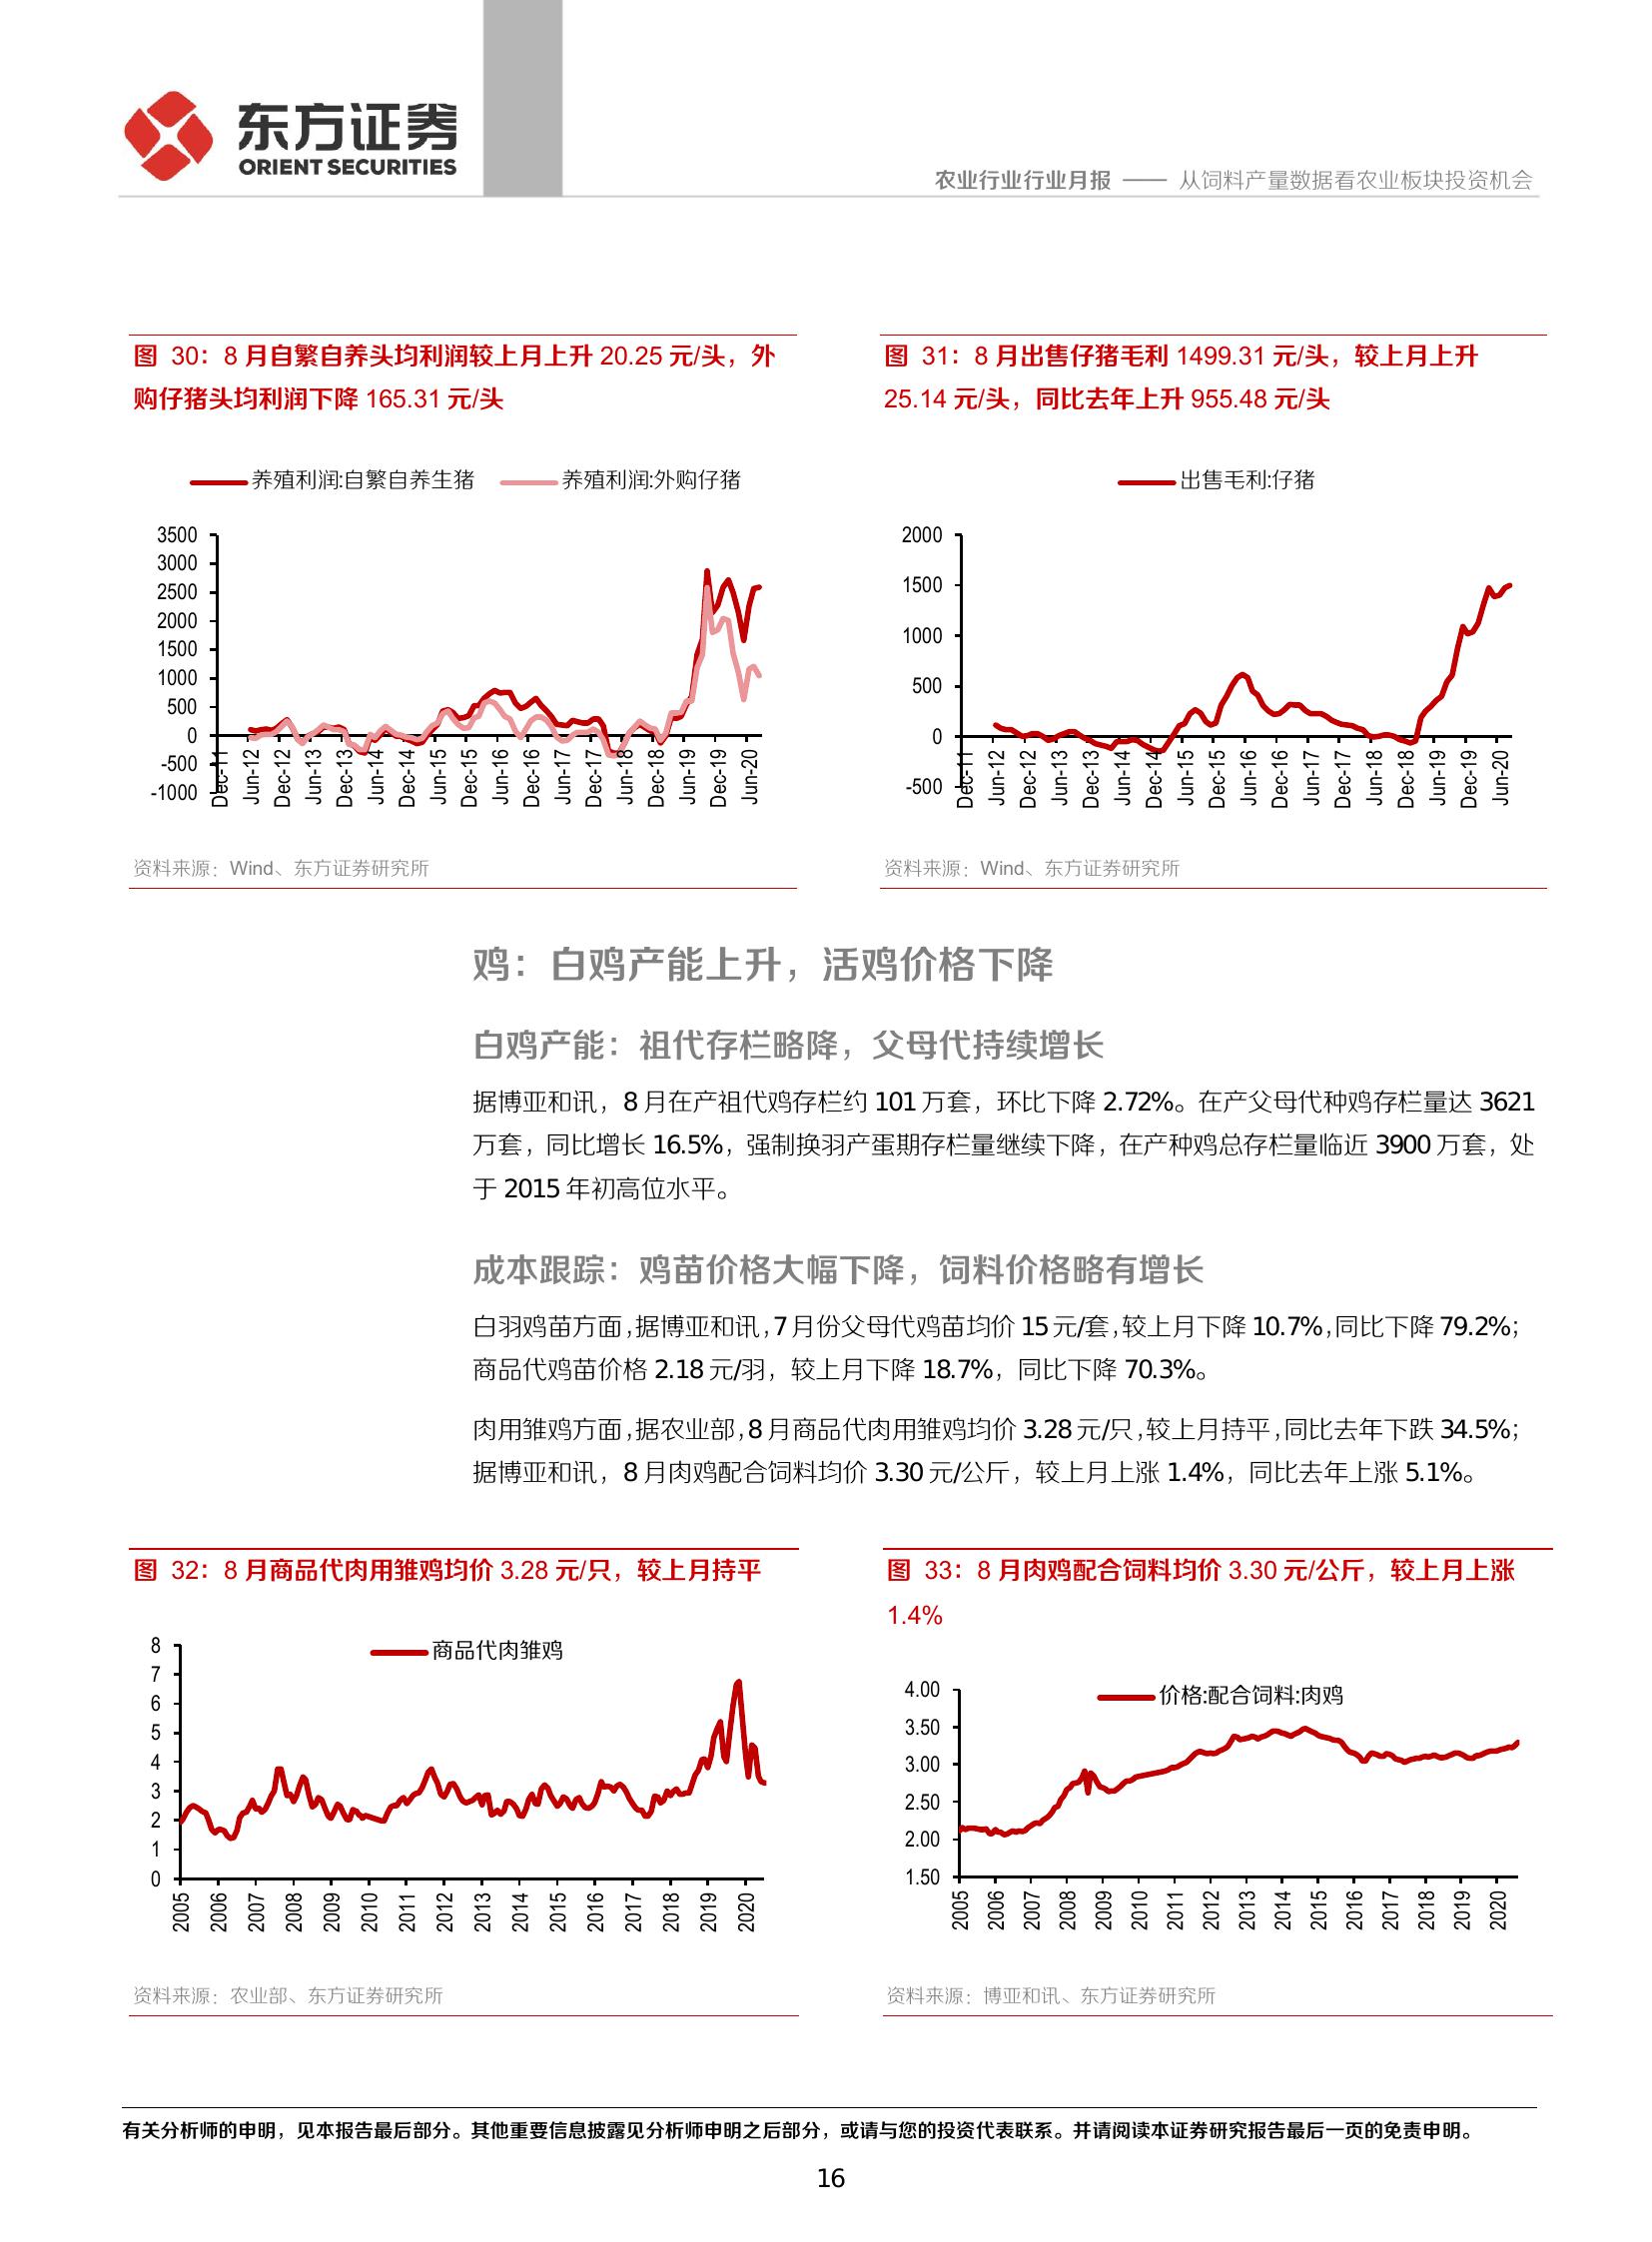 东方证券
ORIENT SECURITIES
农业行业行业月报 —— 从饲料产量数据看农业板块投资机会
图 30：8 月自繁自养头均利润较上月上升 20.25 元/头，外
购仔猪头均利润下降 165.31 元/头
养殖利润:自繁自养生猪 养殖利润:外购仔猪
3500
3000
2500
2000
1500
1000
500
0
-500
-1000
Dec-11 Jun-12 Dec-12 Jun-13 Dec-13 Jun-14 Dec-14 Jun-15 Dec-15 Jun-16 Dec-16 Jun-17 Dec-17 Jun-18 Dec-18 Jun-19 Dec-19 Jun-20
资料来源：Wind、东方证券研究所
图 31：8 月出售仔猪毛利 1499.31 元/头，较上月上升
25.14 元/头，同比去年上升 955.48 元/头
出售毛利:仔猪
2000
1500
1000
500
0
-500
Dec-11 Jun-12 Dec-12 Jun-13 Dec-13 Jun-14 Dec-14 Jun-15 Dec-15 Jun-16 Dec-16 Jun-17 Dec-17 Jun-18 Dec-18 Jun-19 Dec-19 Jun-20
资料来源：Wind、东方证券研究所
鸡：白鸡产能上升，活鸡价格下降
白鸡产能：祖代存栏略降，父母代持续增长
据博亚和讯，8 月在产祖代鸡存栏约 101 万套，环比下降 2.72%。在产父母代种鸡存栏量达 3621
万套，同比增长 16.5%，强制换羽产蛋期存栏量继续下降，在产种鸡总存栏量临近 3900 万套，处
于 2015 年初高位水平。
成本跟踪：鸡苗价格大幅下降，饲料价格略有增长
白羽鸡苗方面，据博亚和讯，7 月份父母代鸡苗均价 15 元/套，较上月下降 10.7%，同比下降 79.2%；
商品代鸡苗价格 2.18 元/羽，较上月下降 18.7%，同比下降 70.3%。
肉用雏鸡方面，据农业部，8 月商品代肉用雏鸡均价 3.28 元/只，较上月持平，同比去年下跌 34.5%；
据博亚和讯，8 月肉鸡配合饲料均价 3.30 元/公斤，较上月上涨 1.4%，同比去年上涨 5.1%。
图 32：8 月商品代肉用雏鸡均价 3.28 元/只，较上月持平
商品代肉雏鸡
8
7
6
5
4
3
2
1
0
2005 2006 2007 2008 2009 2010 2011 2012 2013 2014 2015 2016 2017 2018 2019 2020
资料来源：农业部、东方证券研究所
图 33：8 月肉鸡配合饲料均价 3.30 元/公斤，较上月上涨
1.4%
价格:配合饲料:肉鸡
4.00
3.50
3.00
2.50
2.00
1.50
2005 2006 2007 2008 2009 2010 2011 2012 2013 2014 2015 2016 2017 2018 2019 2020
资料来源：博亚和讯、东方证券研究所
有关分析师的申明，见本报告最后部分。其他重要信息披露见分析师申明之后部分，或请与您的投资代表联系。并请阅读本证券研究报告最后一页的免责申明。
16